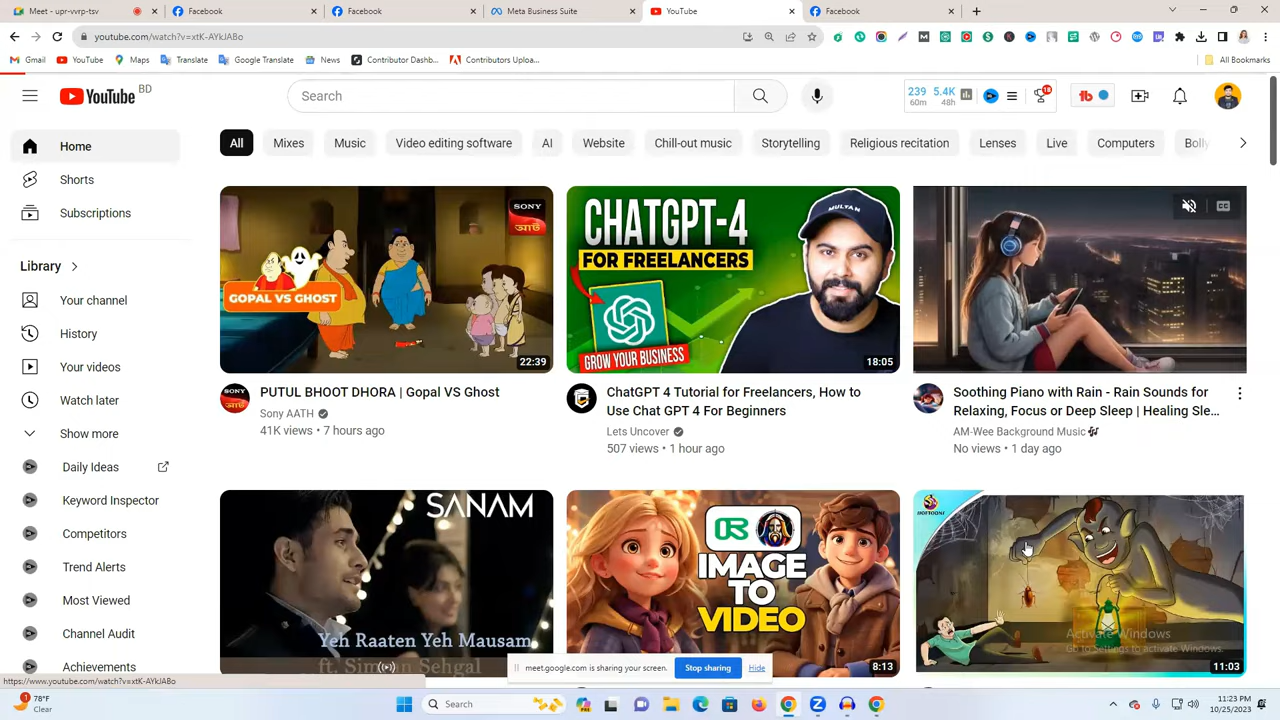 Meet - upr-vvrp-tsv
Facebook
Facebook
Meta Business Suite
YouTube
Facebook
youtube.com/watch?v=xtK-AYkJABo
Gmail
YouTube
Maps
Translate
Google Translate
News
Contributor Dashb...
Contributors Uploa...
All Bookmarks
YouTube BD
Search
239 60m
5.4K 48h
18
tb
Home
Shorts
Subscriptions
Library
Your channel
History
Your videos
Watch later
Show more
Daily Ideas
Keyword Inspector
Competitors
Trend Alerts
Most Viewed
Channel Audit
Achievements
All
Mixes
Music
Video editing software
AI
Website
Chill-out music
Storytelling
Religious recitation
Lenses
Live
Computers
Bolly
SONY
আট
GOPAL VS GHOST
22:39
PUTUL BHOOT DHORA | Gopal VS Ghost
Sony AATH
41K views • 7 hours ago
CHATGPT-4
FOR FREELANCERS
MULTAN
GROW YOUR BUSINESS
18:05
ChatGPT 4 Tutorial for Freelancers, How to
Use Chat GPT 4 For Beginners
Lets Uncover
507 views • 1 hour ago
CC
Soothing Piano with Rain - Rain Sounds for
Relaxing, Focus or Deep Sleep | Healing Sle...
AM-Wee Background Music
No views • 1 day ago
SANAM
Yeh Raaten Yeh Mausam
IMAGE
TO
VIDEO
8:13
11:03
Activate Windows
Go to Settings to activate Windows.
meet.google.com is sharing your screen.
Stop sharing
Hide
https://www.youtube.com/watch?v=xtK-AYkJABo
78°F
Clear
Search
11:23 PM
10/25/2023